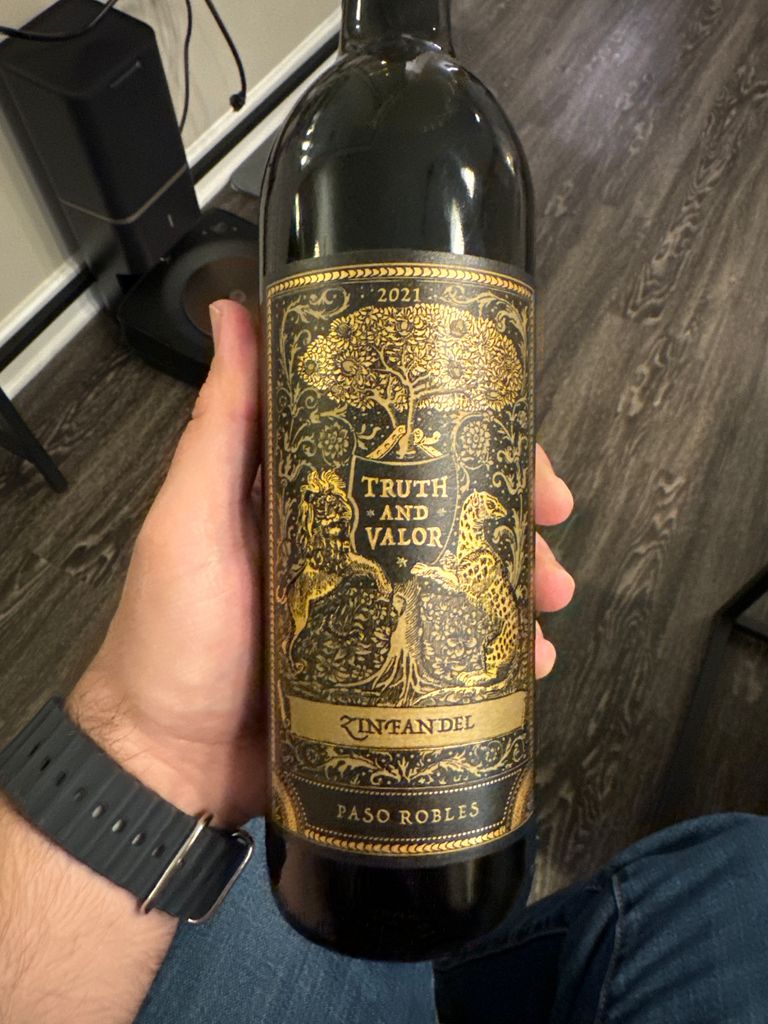 2021
TRUTH
AND
VALOR
ZINFANDEL
PASO ROBLES